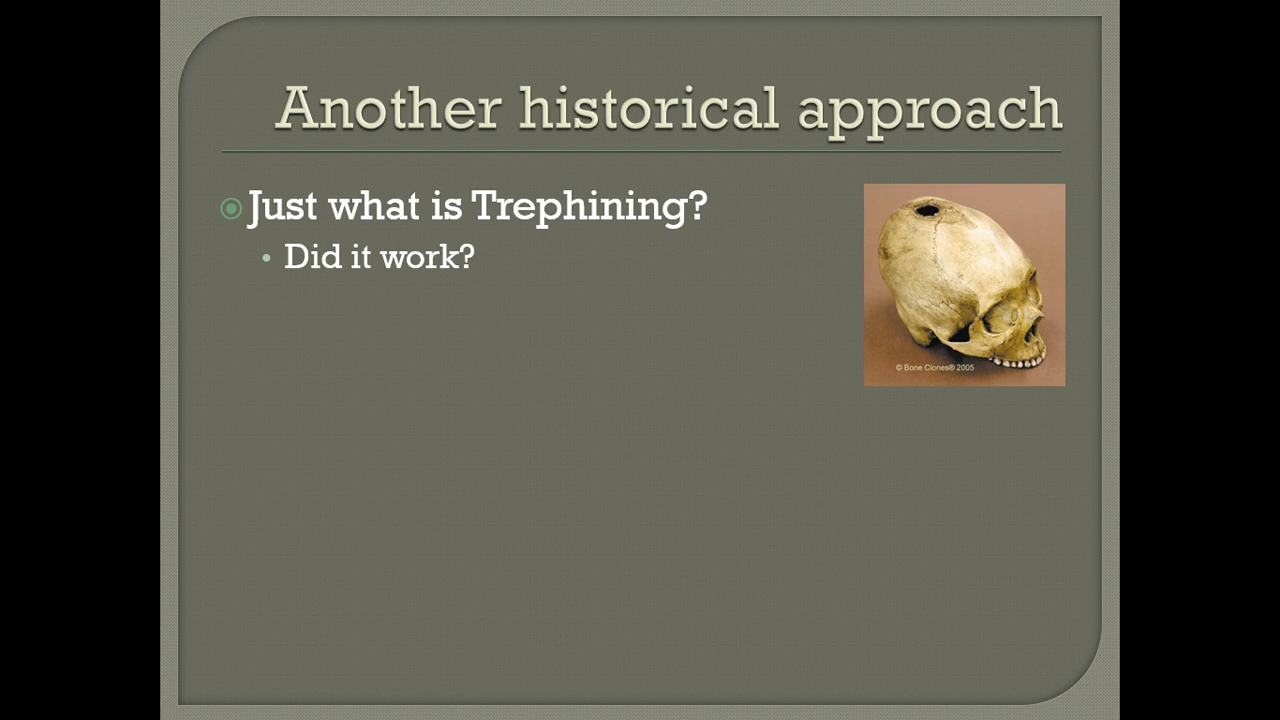 Another historical approach
Just what is Trephining?
Did it work?
© Bone Clones® 2005